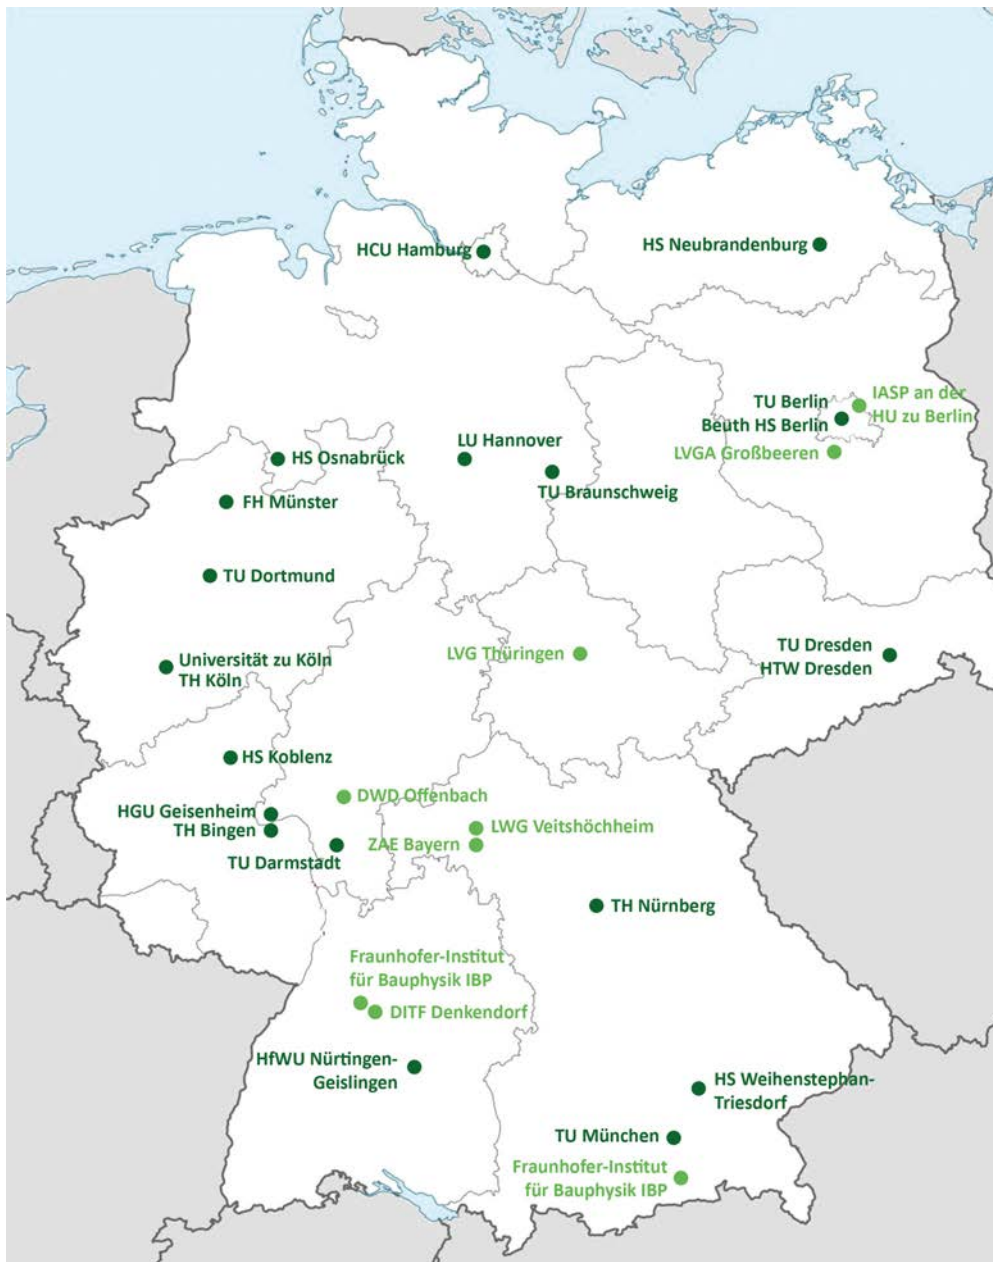 HCU Hamburg
HS Neubrandenburg
TU Berlin
Beuth HS Berlin
IASP an der
HU zu Berlin
LVGA Großbeeren
HS Osnabrück
LU Hannover
TU Braunschweig
FH Münster
TU Dortmund
Universität zu Köln
TH Köln
LVG Thüringen
TU Dresden
HTW Dresden
HS Koblenz
DWD Offenbach
HGU Geisenheim
TH Bingen
TU Darmstadt
LWG Veitshöchheim
ZAE Bayern
TH Nürnberg
Fraunhofer-Institut
für Bauphysik IBP
DITF Denkendorf
HfWU Nürtingen-
Geislingen
HS Weihenstephan-
Triesdorf
TU München
Fraunhofer-Institut
für Bauphysik IBP